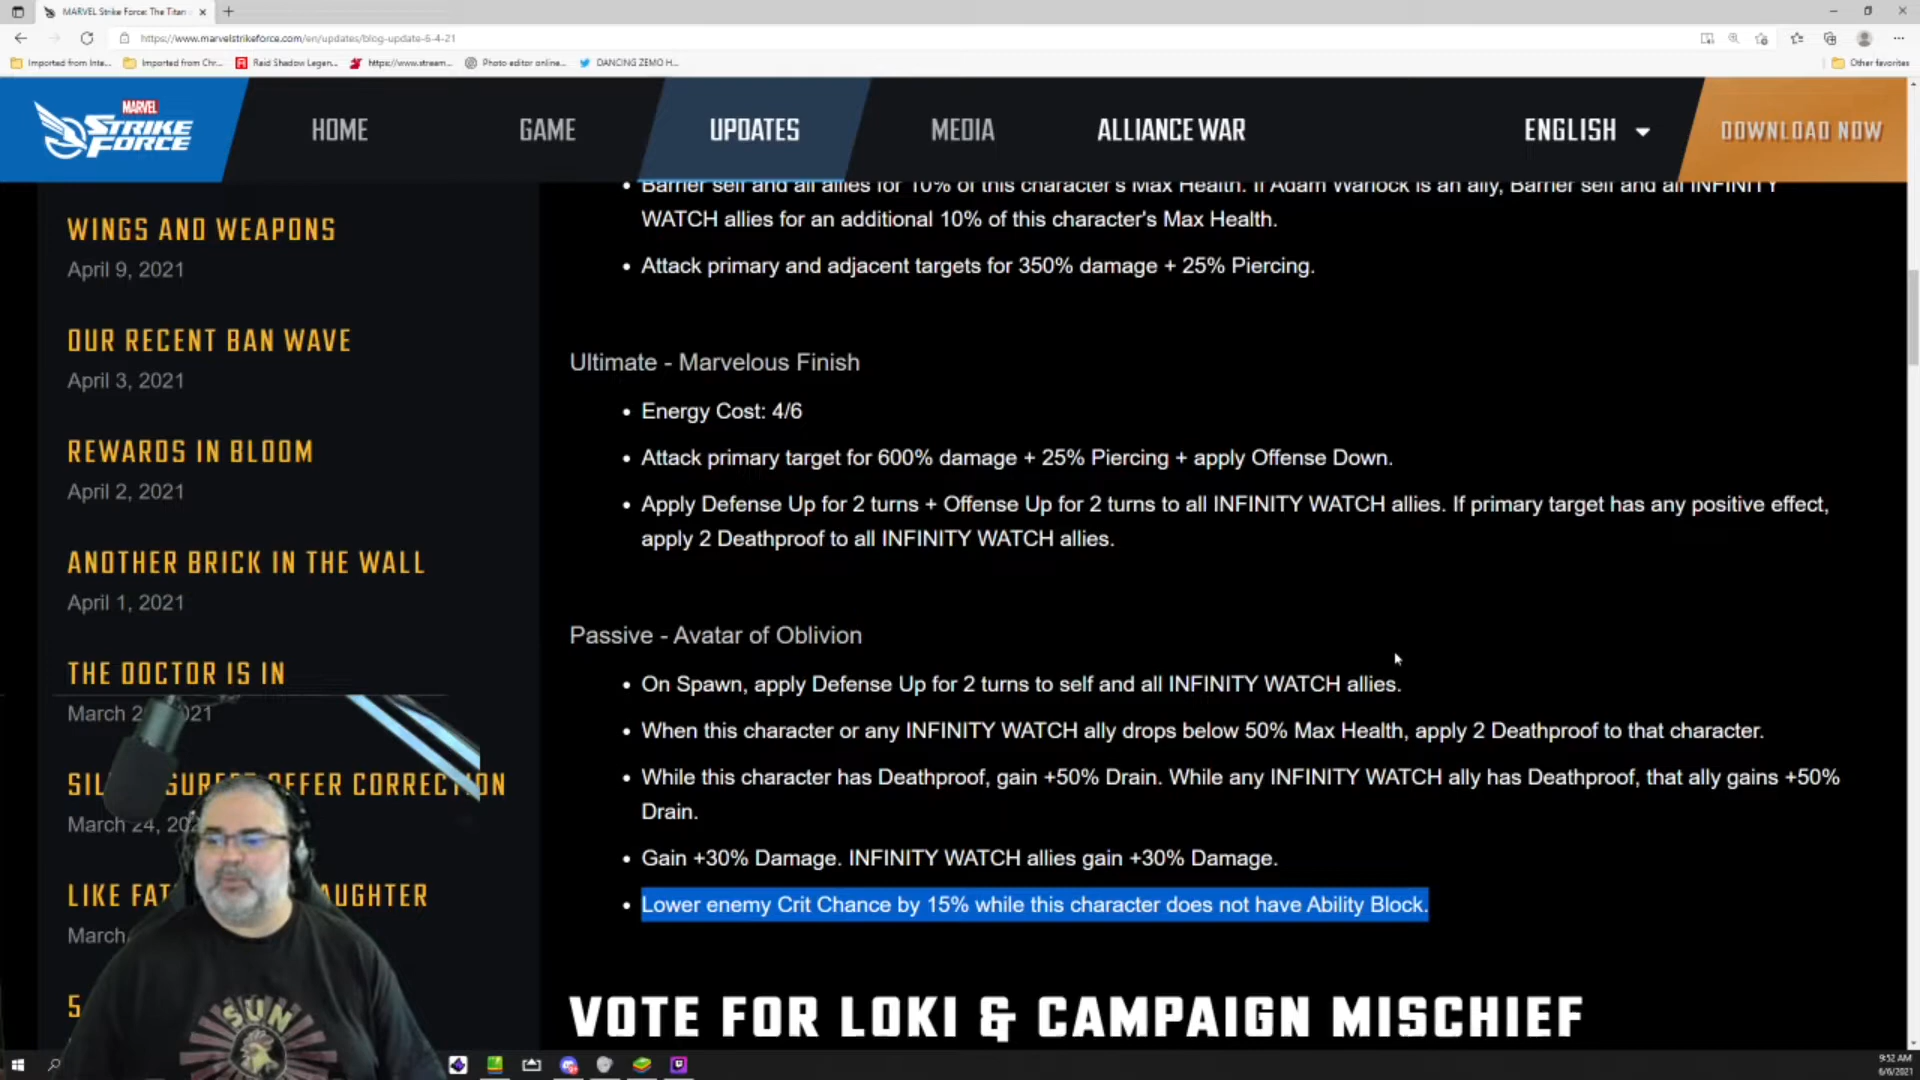 MARVEL Strike Force: The Titan
https://www.marvelstrikeforce.com/en/updates/blog-update-6-4-21
Imported from Inte... Imported from Chr... Raid Shadow Legen... https://www.stream... Photo editor online... DANCING ZEMO H... Other favorites
MARVEL
STRIKE
FORCE
HOME GAME UPDATES MEDIA ALLIANCE WAR ENGLISH DOWNLOAD NOW
WINGS AND WEAPONS
April 9, 2021
OUR RECENT BAN WAVE
April 3, 2021
REWARDS IN BLOOM
April 2, 2021
ANOTHER BRICK IN THE WALL
April 1, 2021
THE DOCTOR IS IN
March 2 021
SIL SURFE OFFER CORRECTION
March 24, 202
LIKE FAT AUGHTER
March
S
SUN
• Barrier self and all allies for 10% of this character's Max Health. If Adam Warlock is an ally, Barrier self and all INFINITY
WATCH allies for an additional 10% of this character's Max Health.
• Attack primary and adjacent targets for 350% damage + 25% Piercing.
Ultimate - Marvelous Finish
• Energy Cost: 4/6
• Attack primary target for 600% damage + 25% Piercing + apply Offense Down.
• Apply Defense Up for 2 turns + Offense Up for 2 turns to all INFINITY WATCH allies. If primary target has any positive effect,
apply 2 Deathproof to all INFINITY WATCH allies.
Passive - Avatar of Oblivion
• On Spawn, apply Defense Up for 2 turns to self and all INFINITY WATCH allies.
• When this character or any INFINITY WATCH ally drops below 50% Max Health, apply 2 Deathproof to that character.
• While this character has Deathproof, gain +50% Drain. While any INFINITY WATCH ally has Deathproof, that ally gains +50%
Drain.
• Gain +30% Damage. INFINITY WATCH allies gain +30% Damage.
• Lower enemy Crit Chance by 15% while this character does not have Ability Block.
VOTE FOR LOKI & CAMPAIGN MISCHIEF
9:52 AM
6/6/2021